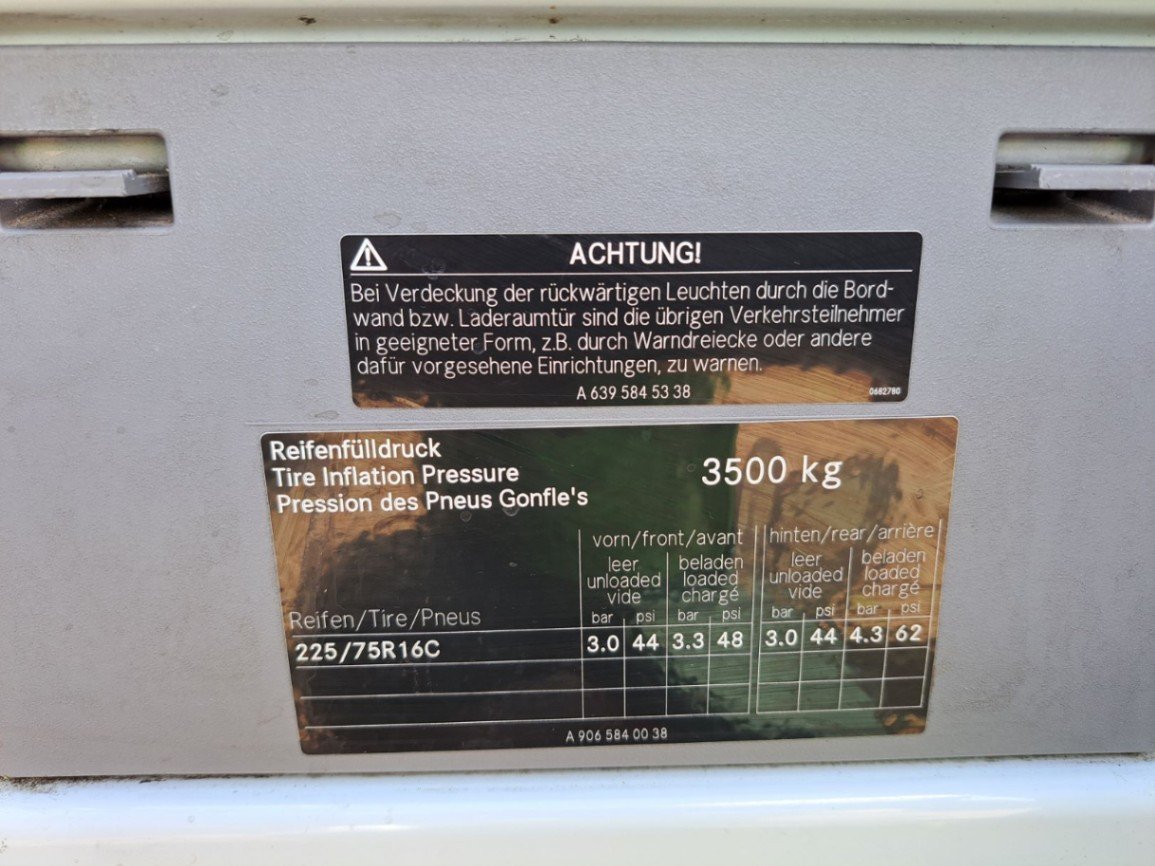 ACHTUNG!
Bei Verdeckung der rückwärtigen Leuchten durch die Bord-
wand bzw. Laderaumtür sind die übrigen Verkehrsteilnehmer
in geeigneter Form, z.B. durch Warndreiecke oder andere
dafür vorgesehene Einrichtungen, zu warnen.
A 639 584 53 38
0682780
Reifenfülldruck
Tire Inflation Pressure
Pression des Pneus Gonfle's
3500 kg
vorn/front/avant hinten/rear/arrière
leer beladen leer beladen
unloaded loaded unloaded loaded
vide chargé vide chargé
Reifen/Tire/Pneus bar psi bar psi bar psi bar psi
225/75R16C 3.0 44 3.3 48 3.0 44 4.3 62
A 906 584 00 38